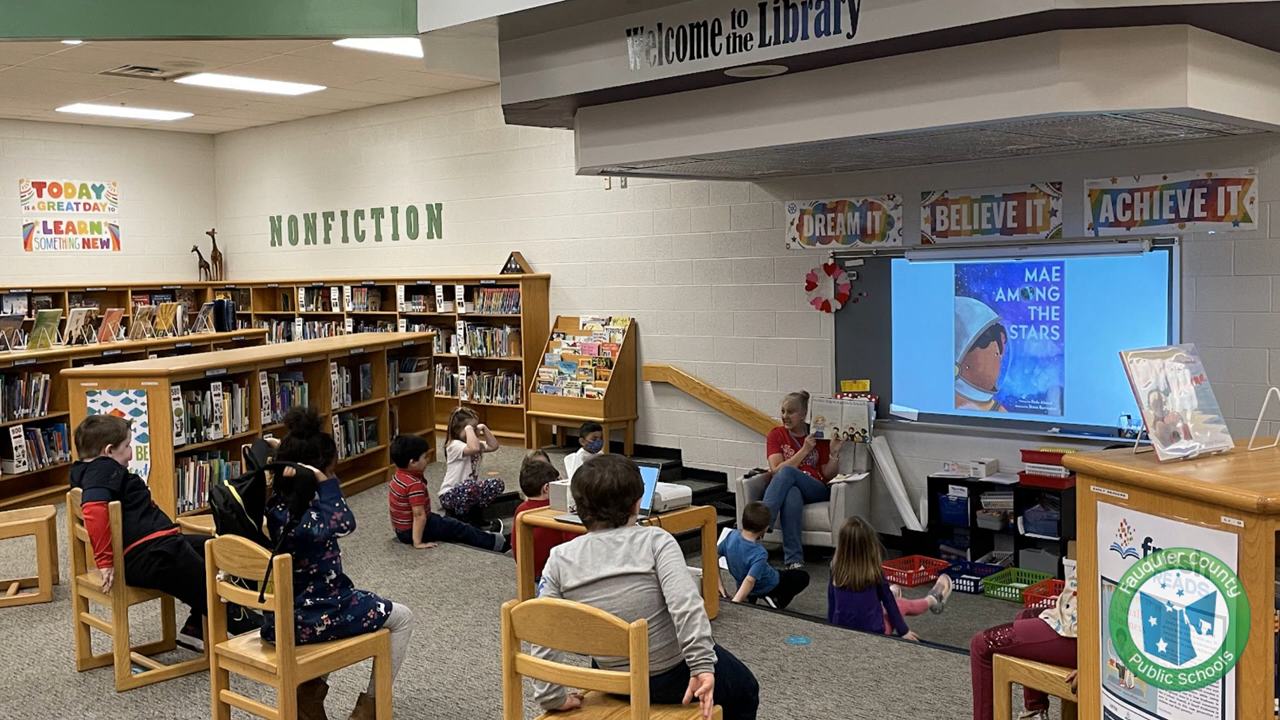 Welcome to the Library
TODAY
IS A GREAT DAY TO
LEARN
SOMETHING NEW
NONFICTION
DREAM IT
BELIEVE IT
ACHIEVE IT
MAE
AMONG
THE
STARS
BE
READS
Fauquier County
Public Schools